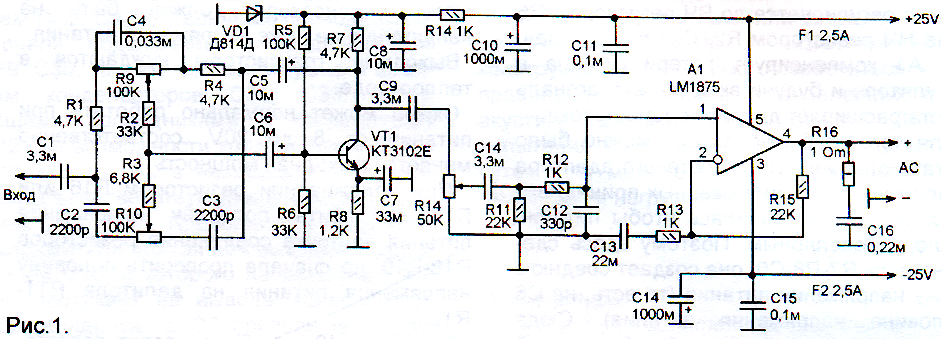 C4
0,033м
R9
100K
R1
4,7K
R2
33K
C1
3,3м
Вход
R3
6,8K
R10
100K
C2
2200р
C3
2200р
R4
4,7K
VD1
Д814Д
R5
100K
R7
4,7K
C5
10м
C6
10м
C8
10м
R14 1K
C9
3,3м
VT1
КТ3102Е
R6
33K
R8
1,2K
C7
33м
C10
1000м
C11
0,1м
+25V
F1 2,5A
A1
LM1875
C14
3,3м
R14
50K
R12
1K
R11
22K
C12
330р
C13
22м
R13
1K
1
2
3
4
5
R15
22K
R16
1 Om
+
AC
−
C16
0,22м
-25V
F2 2,5A
C14
1000м
C15
0,1м
Рис.1.